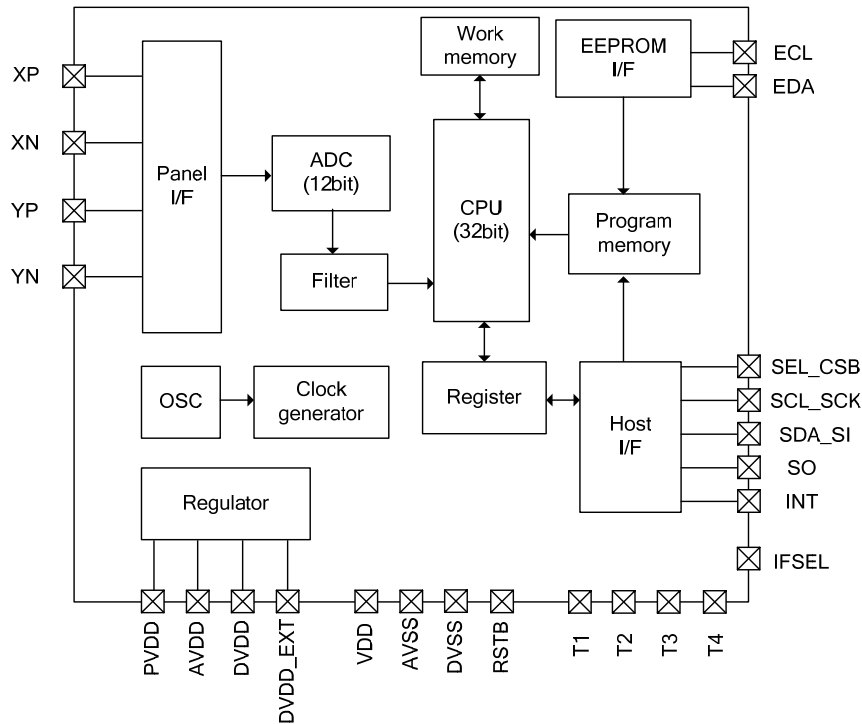 Work
memory
EEPROM
I/F
ECL
EDA
XP
XN
YP
YN
Panel
I/F
ADC
(12bit)
CPU
(32bit)
Program
memory
Filter
OSC
Clock
generator
Register
Host
I/F
SEL_CSB
SCL_SCK
SDA_SI
SO
INT
IFSEL
Regulator
PVDD
AVDD
DVDD
DVDD_EXT
VDD
AVSS
DVSS
RSTB
T1
T2
T3
T4